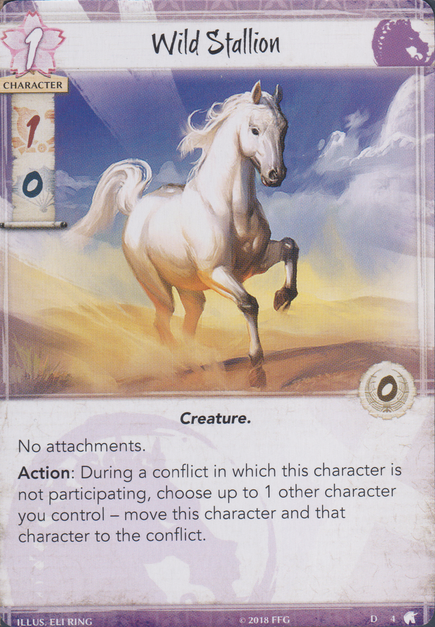 1
Wild Stallion
CHARACTER
1
0
0
Creature.
No attachments.
Action: During a conflict in which this character is
not participating, choose up to 1 other character
you control – move this character and that
character to the conflict.
ILLUS. ELI RING © 2018 FFG D 4